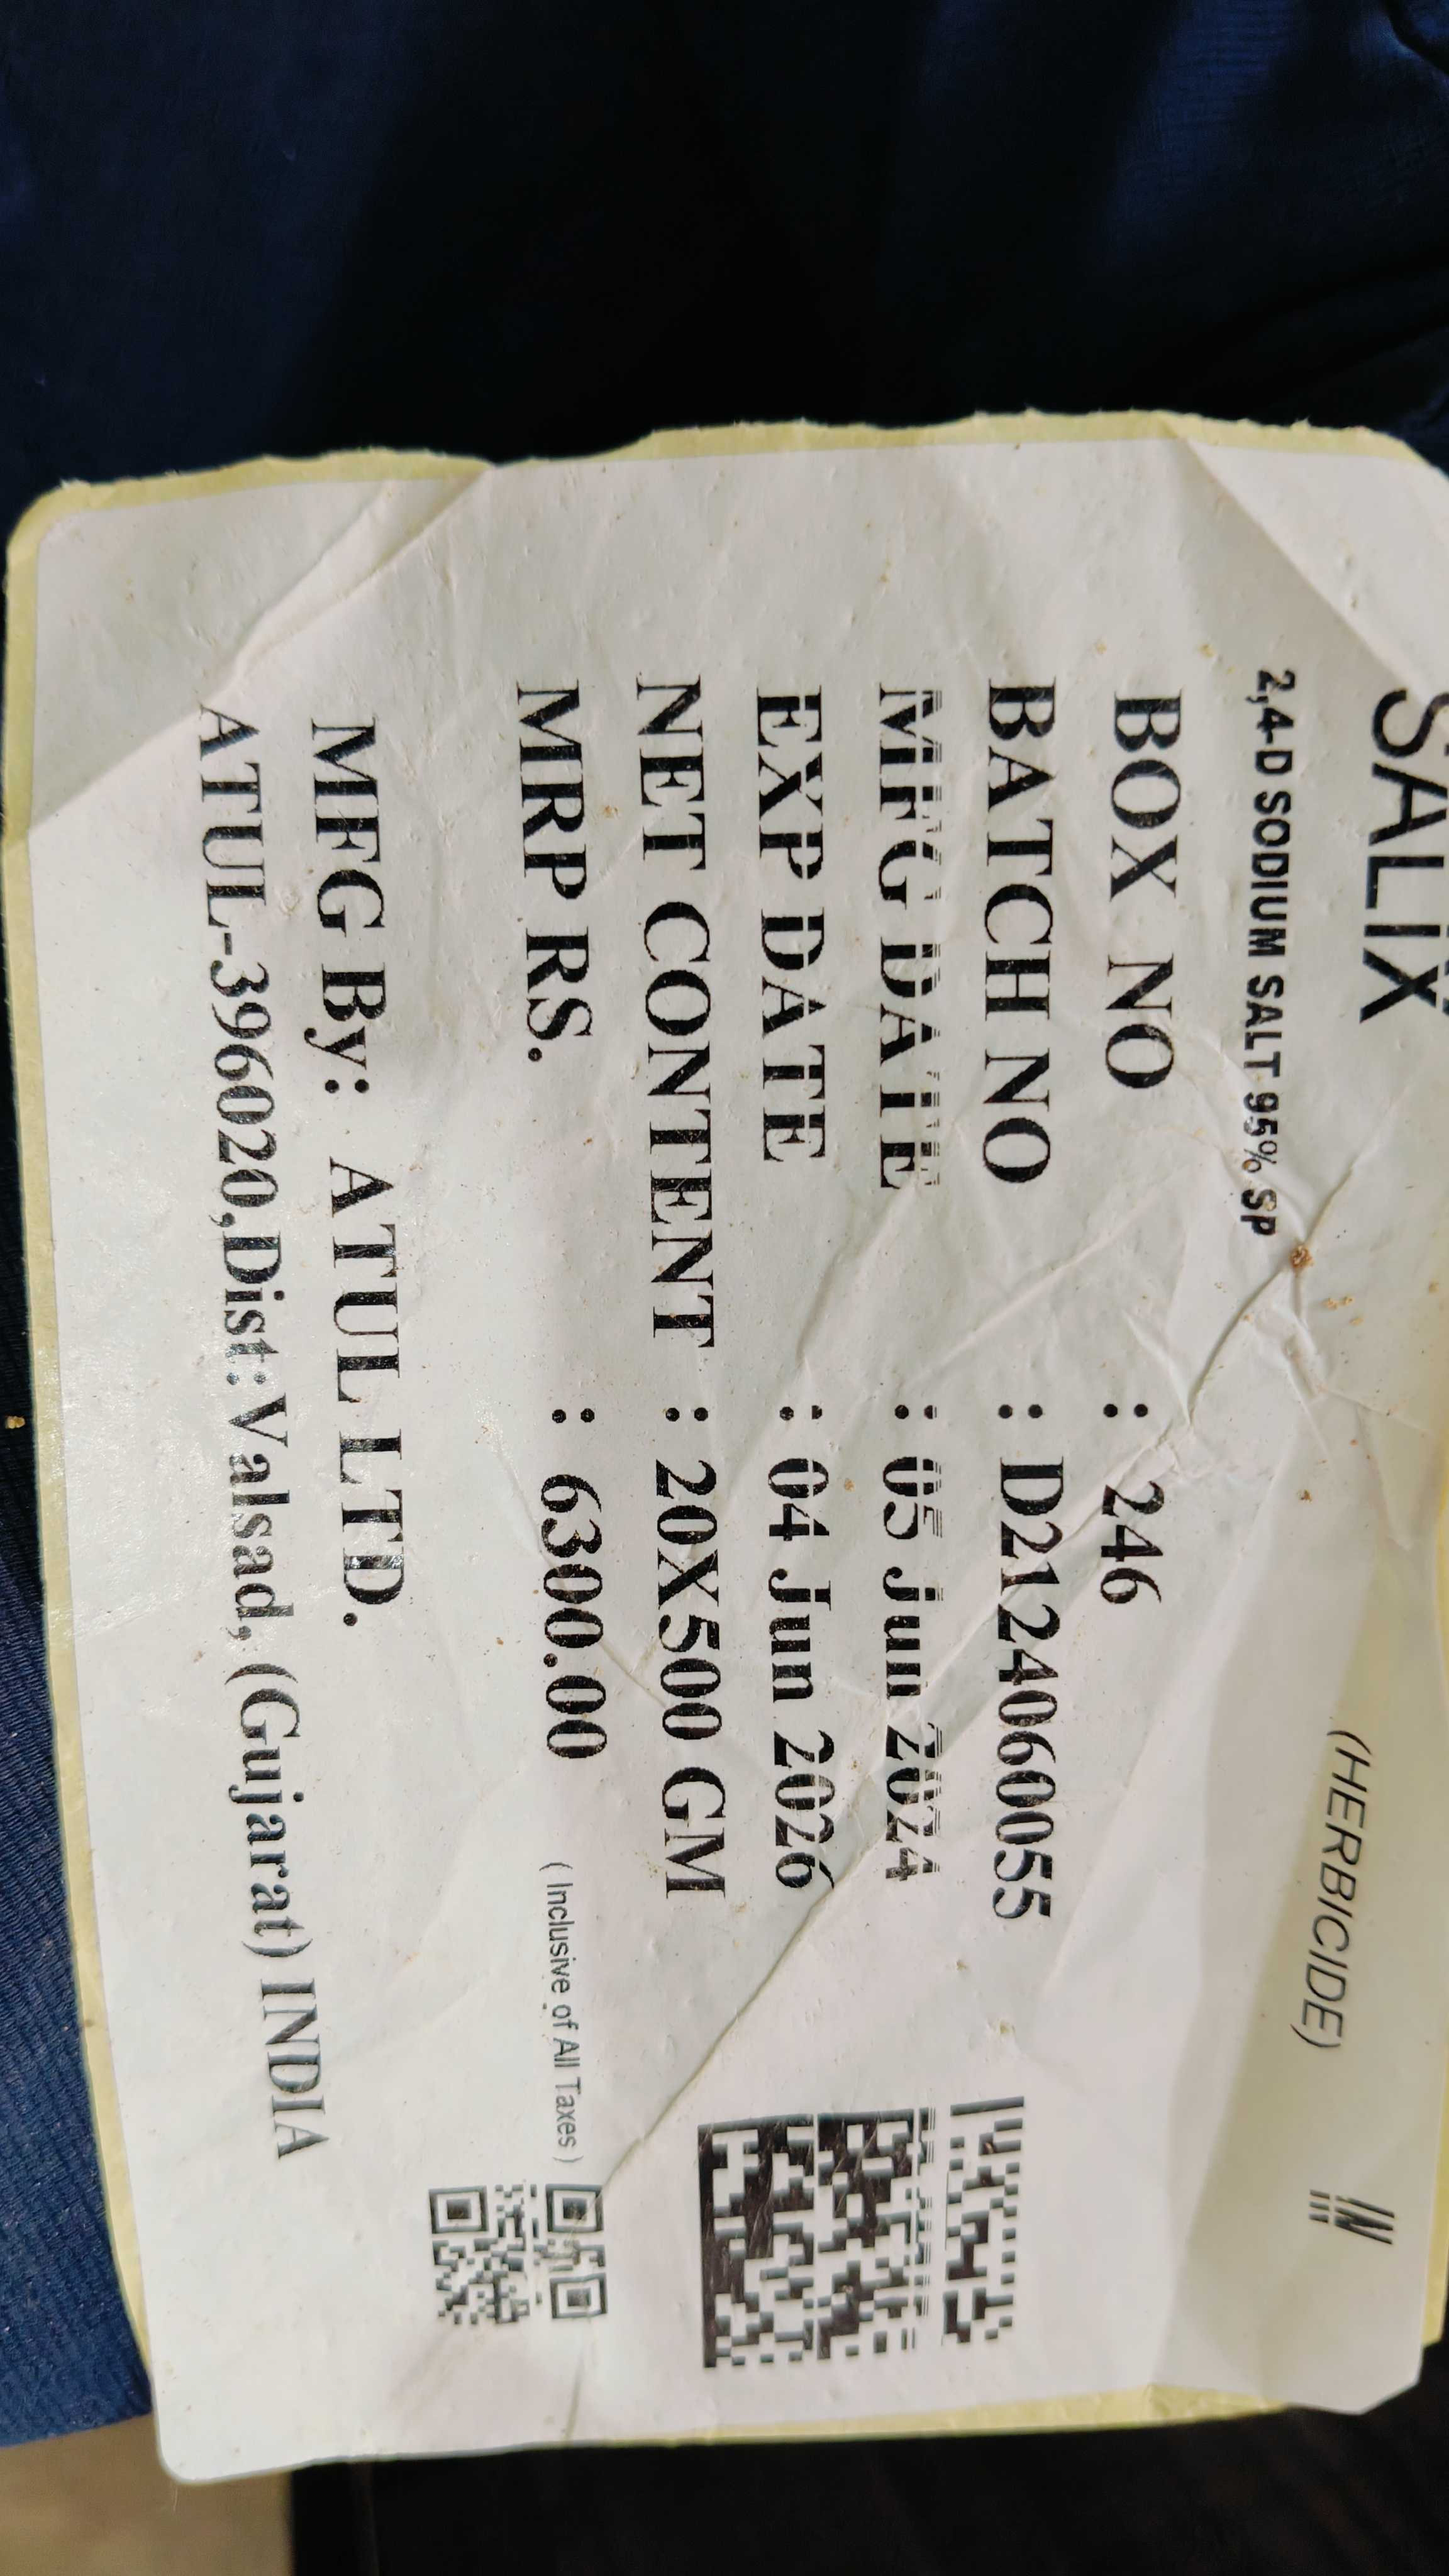 SALIX
(HERBICIDE)
2,4-D SODIUM SALT 95% SP
BOX NO : 246
BATCH NO : D2124060055
MFG DATE : 05 Jun 2024
EXP DATE : 04 Jun 2026
NET CONTENT : 20X500 GM
MRP RS. : 6300.00 ( Inclusive of All Taxes )
MFG By: ATUL LTD.
ATUL-396020,Dist:Valsad, (Gujarat) INDIA